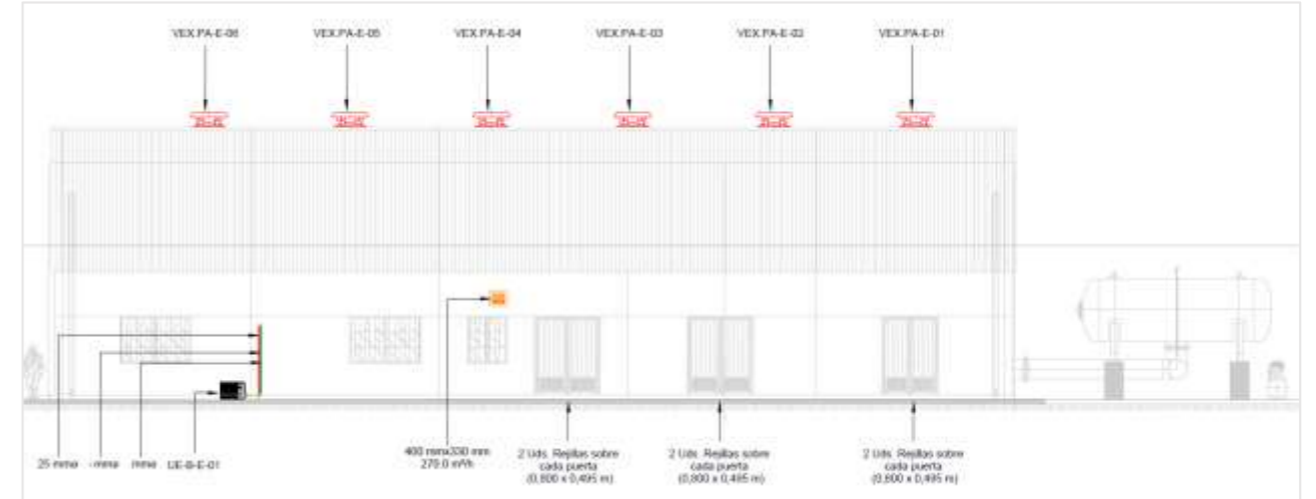 VEX.PA-E-06 VEX.PA-E-05 VEX.PA-E-04 VEX.PA-E-03 VEX.PA-E-02 VEX.PA-E-01
25 mmø -mmø mmø UE-B-E-01
400 mmx330 mm
270.0 m³/h
2 Uds. Rejillas sobre
cada puerta
(0,800 x 0,495 m)
2 Uds. Rejillas sobre
cada puerta
(0,800 x 0,495 m)
2 Uds. Rejillas sobre
cada puerta
(0,800 x 0,495 m)